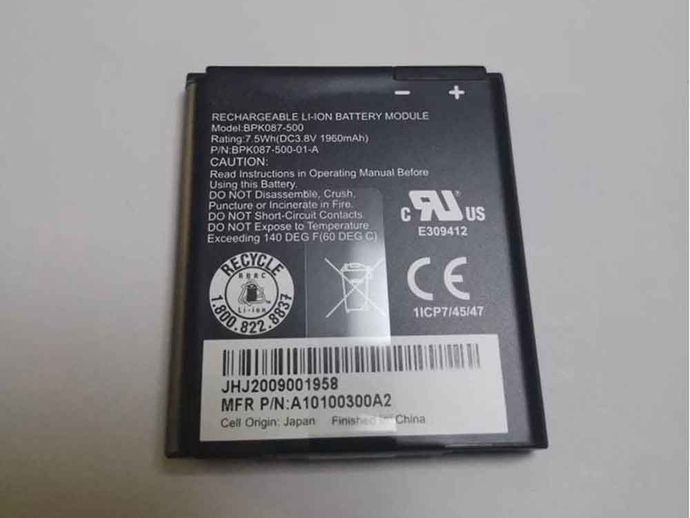 − +
RECHARGEABLE LI-ION BATTERY MODULE
Model:BPK087-500
Rating:7.5Wh(DC3.8V 1960mAh)
P/N:BPK087-500-01-A
CAUTION:
Read Instructions in Operating Manual Before
Using this Battery.
DO NOT Disassemble, Crush,
Puncture or Incinerate in Fire.
DO NOT Short-Circuit Contacts.
DO NOT Expose to Temperature
Exceeding 140 DEG F(60 DEG C)
c RU US
E309412
RECYCLE
RBRC
Li-ion
1.800.822.8837
CE
1ICP7/45/47
JHJ2009001958
MFR P/N:A10100300A2
Cell Origin: Japan Finished in China